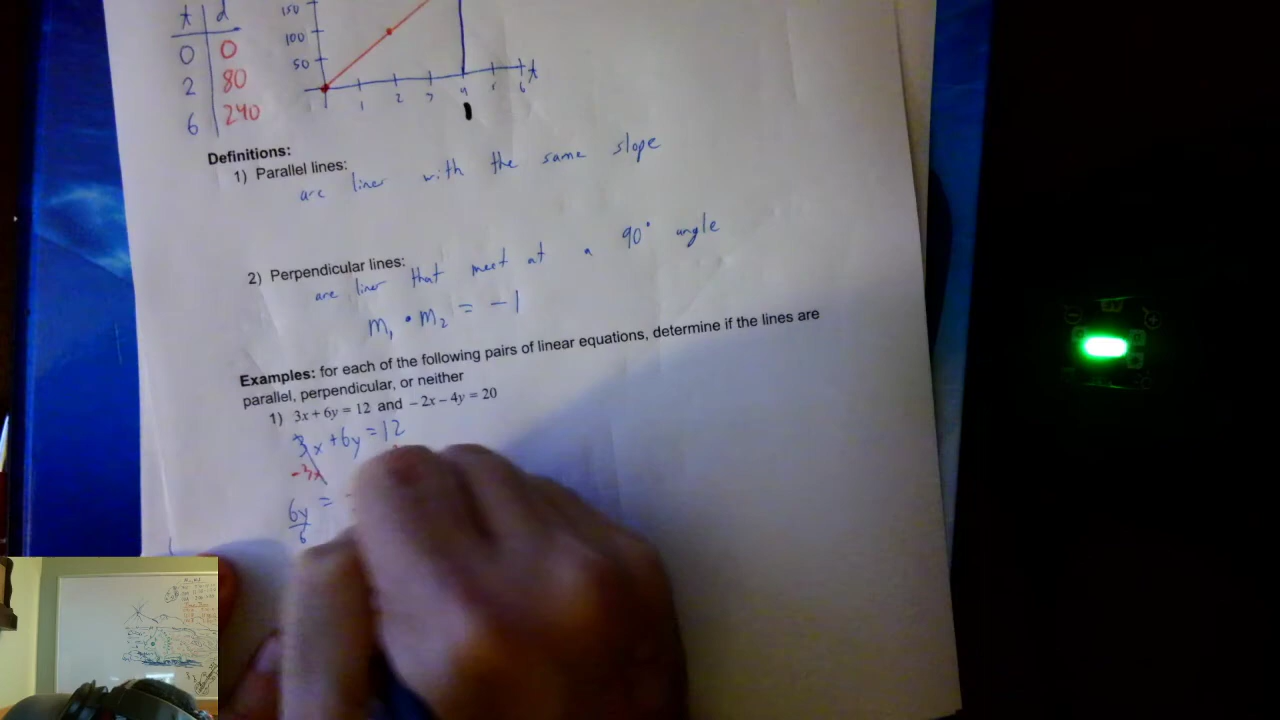 t d
0 0
2 80
6 240
150
100
50
1 2 3 4 5 6 t
Definitions:
1) Parallel lines:
are liner with the same slope
2) Perpendicular lines:
are liner that meet at a 90° angle
m₁ • m₂ = -1
Examples: for each of the following pairs of linear equations, determine if the lines are
parallel, perpendicular, or neither
1) 3x + 6y = 12 and - 2x - 4y = 20
3x + 6y = 12
-3x
6y =
6